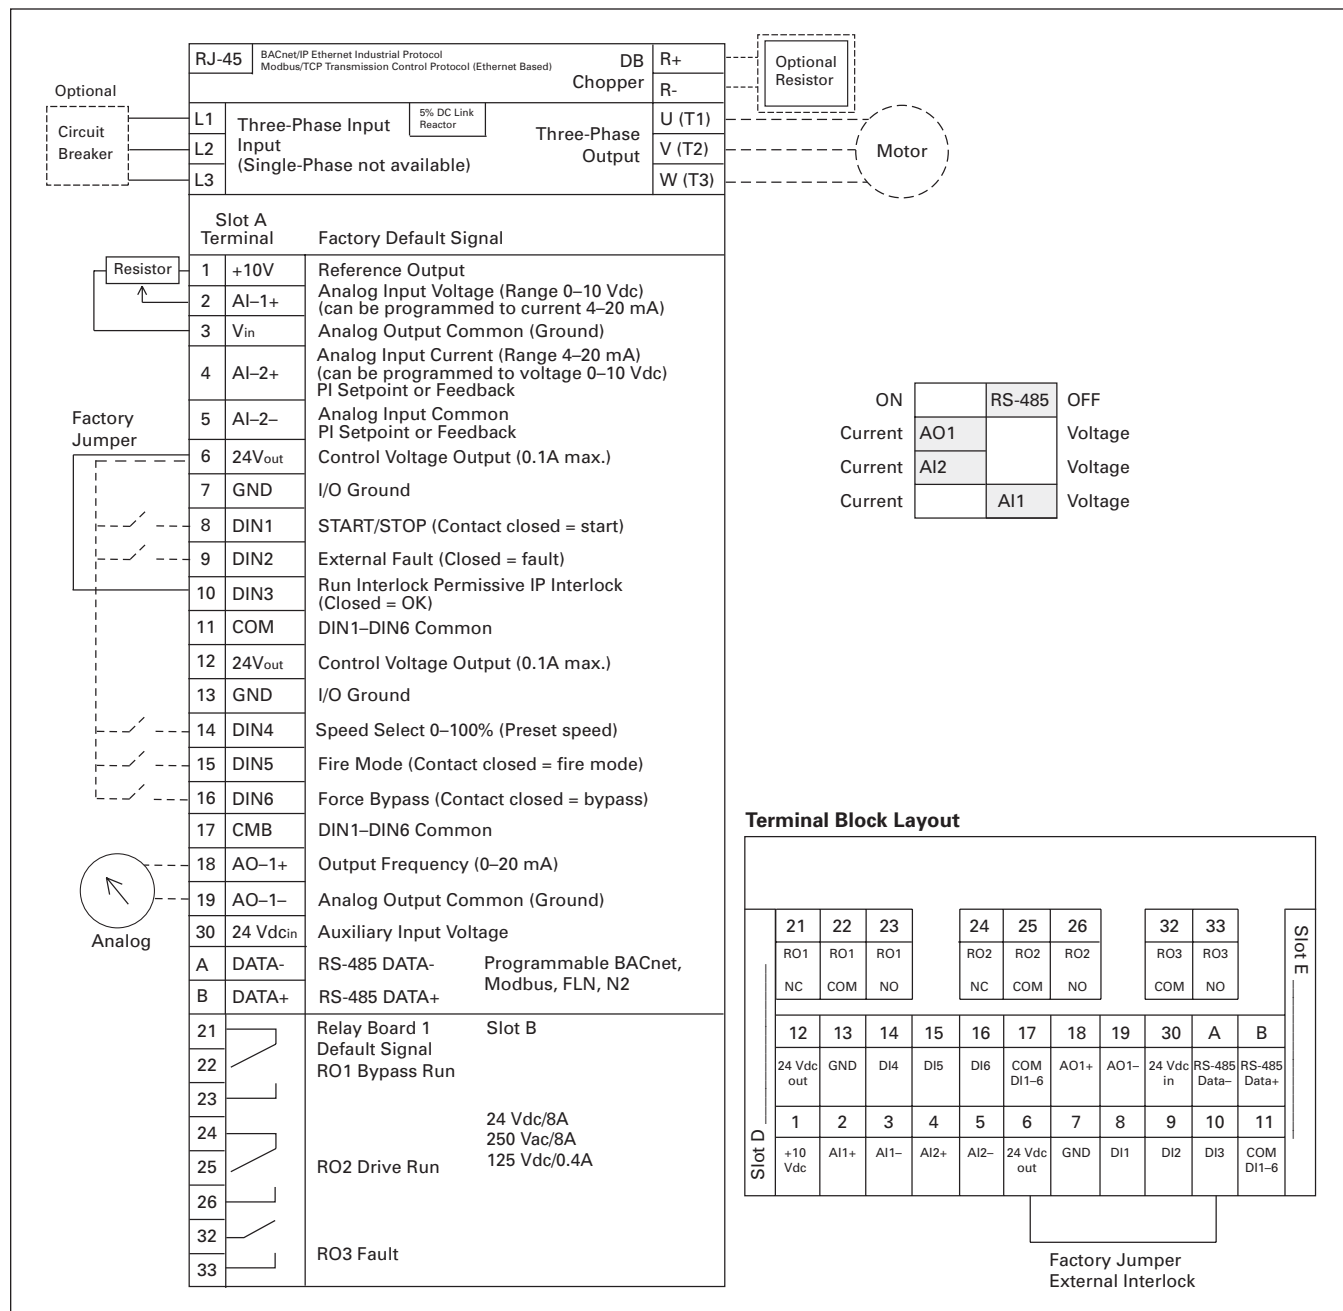 RJ-45 BACnet/IP Ethernet Industrial Protocol
Modbus/TCP Transmission Control Protocol (Ethernet Based)
DB
Chopper
R+
R-
Optional
Resistor
Optional
Circuit
Breaker
L1
L2
L3
Three-Phase Input
Input
(Single-Phase not available)
5% DC Link
Reactor
Three-Phase
Output
U (T1)
V (T2)
W (T3)
Motor
Slot A
Terminal Factory Default Signal
Resistor
1 +10V Reference Output
2 AI–1+ Analog Input Voltage (Range 0–10 Vdc)
(can be programmed to current 4–20 mA)
3 Vin Analog Output Common (Ground)
4 AI–2+ Analog Input Current (Range 4–20 mA)
(can be programmed to voltage 0–10 Vdc)
PI Setpoint or Feedback
5 AI–2– Analog Input Common
PI Setpoint or Feedback
Factory
Jumper
6 24Vout Control Voltage Output (0.1A max.)
7 GND I/O Ground
8 DIN1 START/STOP (Contact closed = start)
9 DIN2 External Fault (Closed = fault)
10 DIN3 Run Interlock Permissive IP Interlock
(Closed = OK)
11 COM DIN1–DIN6 Common
12 24Vout Control Voltage Output (0.1A max.)
13 GND I/O Ground
14 DIN4 Speed Select 0–100% (Preset speed)
15 DIN5 Fire Mode (Contact closed = fire mode)
16 DIN6 Force Bypass (Contact closed = bypass)
17 CMB DIN1–DIN6 Common
18 AO–1+ Output Frequency (0–20 mA)
19 AO–1– Analog Output Common (Ground)
Analog
30 24 Vdcin Auxiliary Input Voltage
A DATA- RS-485 DATA-
B DATA+ RS-485 DATA+
Programmable BACnet,
Modbus, FLN, N2
21
22
23
24
25
26
32
33
Relay Board 1 Slot B
Default Signal
RO1 Bypass Run
24 Vdc/8A
250 Vac/8A
125 Vdc/0.4A
RO2 Drive Run
RO3 Fault
ON RS-485 OFF
Current AO1 Voltage
Current AI2 Voltage
Current AI1 Voltage
Terminal Block Layout
Slot D
Slot E
21 22 23 24 25 26 32 33
RO1 RO1 RO1 RO2 RO2 RO2 RO3 RO3
NC COM NO NC COM NO COM NO
12 13 14 15 16 17 18 19 30 A B
24 Vdc GND DI4 DI5 DI6 COM AO1+ AO1– 24 Vdc RS-485 RS-485
out DI1–6 in Data– Data+
1 2 3 4 5 6 7 8 9 10 11
+10 AI1+ AI1– AI2+ AI2– 24 Vdc GND DI1 DI2 DI3 COM
Vdc out DI1–6
Factory Jumper
External Interlock